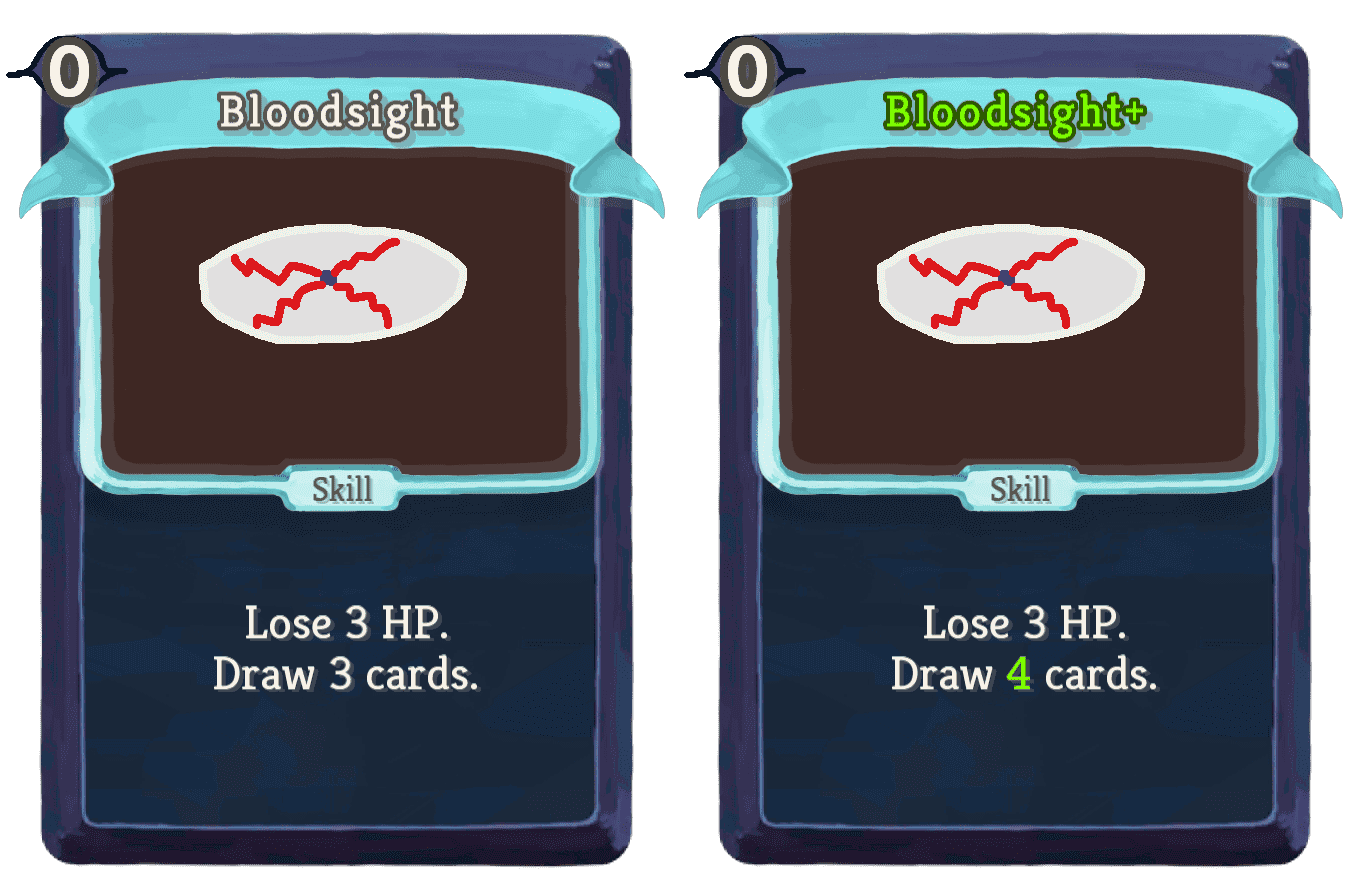 0
Bloodsight
Skill
Lose 3 HP.
Draw 3 cards.
0
Bloodsight+
Skill
Lose 3 HP.
Draw 4 cards.